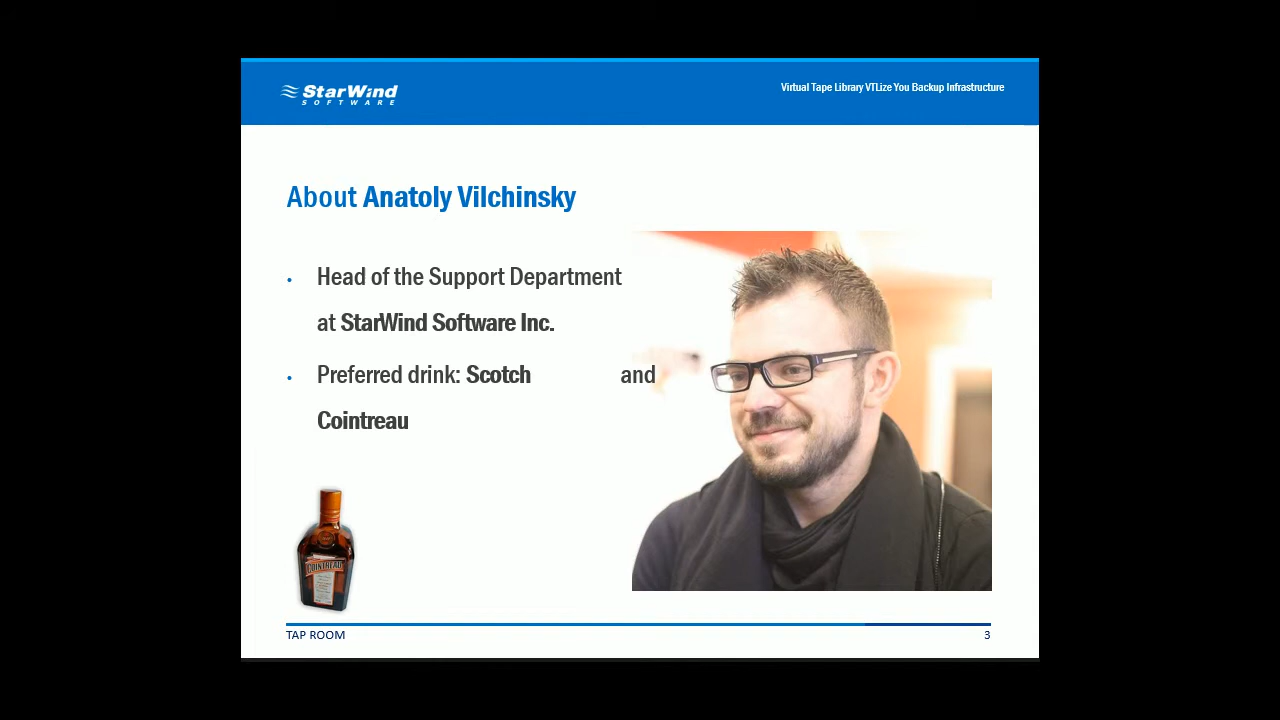 StarWind
SOFTWARE
Virtual Tape Library VTLize You Backup Infrastructure
About Anatoly Vilchinsky
• Head of the Support Department
at StarWind Software Inc.
• Preferred drink: Scotch and
Cointreau
COINTREAU
TAP ROOM
3